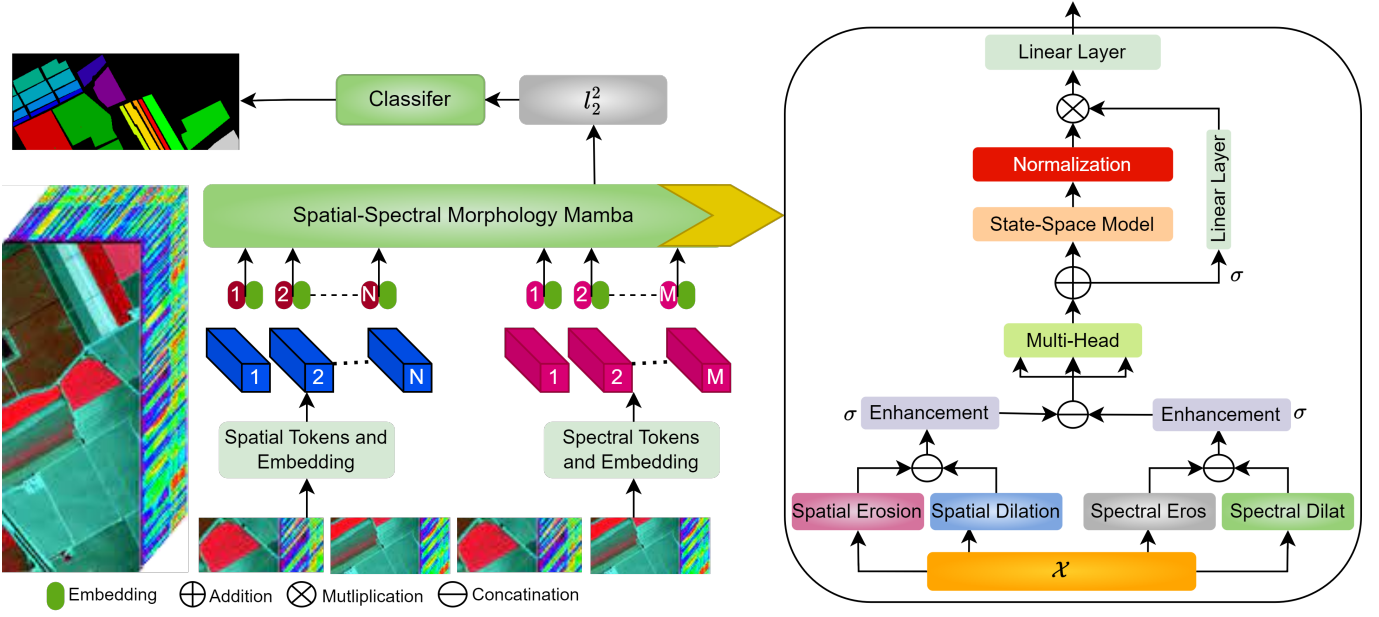 Classifer
l₂²
Spatial-Spectral Morphology Mamba
1 2 N 1 2 M
1 2 N 1 2 M
Spatial Tokens and
Embedding
Spectral Tokens
and Embedding
Embedding Addition Mutliplication Concatination
Linear Layer
Normalization
Linear Layer
State-Space Model
σ
Multi-Head
σ Enhancement Enhancement σ
Spatial Erosion Spatial Dilation Spectral Eros Spectral Dilat
𝒳